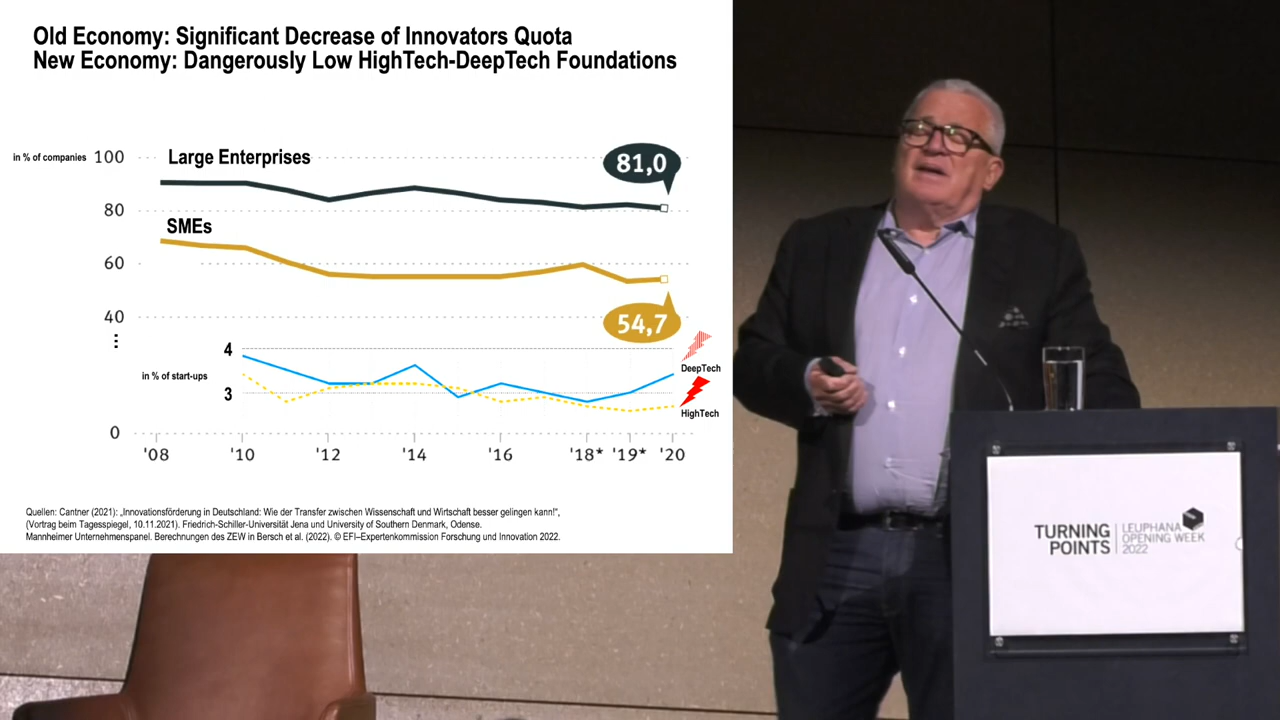 Old Economy: Significant Decrease of Innovators Quota
New Economy: Dangerously Low HighTech-DeepTech Foundations
in % of companies
100
Large Enterprises
81,0
80
SMEs
60
54,7
40
4
DeepTech
in % of start-ups
3
HighTech
0
'08
'10
'12
'14
'16
'18*
'19*
'20
Quellen: Cantner (2021): „Innovationsförderung in Deutschland: Wie der Transfer zwischen Wissenschaft und Wirtschaft besser gelingen kann!“,
(Vortrag beim Tagesspiegel, 10.11.2021). Friedrich-Schiller-Universität Jena und University of Southern Denmark, Odense.
Mannheimer Unternehmenspanel. Berechnungen des ZEW in Bersch et al. (2022). © EFI–Expertenkommission Forschung und Innovation 2022.
TURNING
POINTS
LEUPHANA
OPENING WEEK
2022